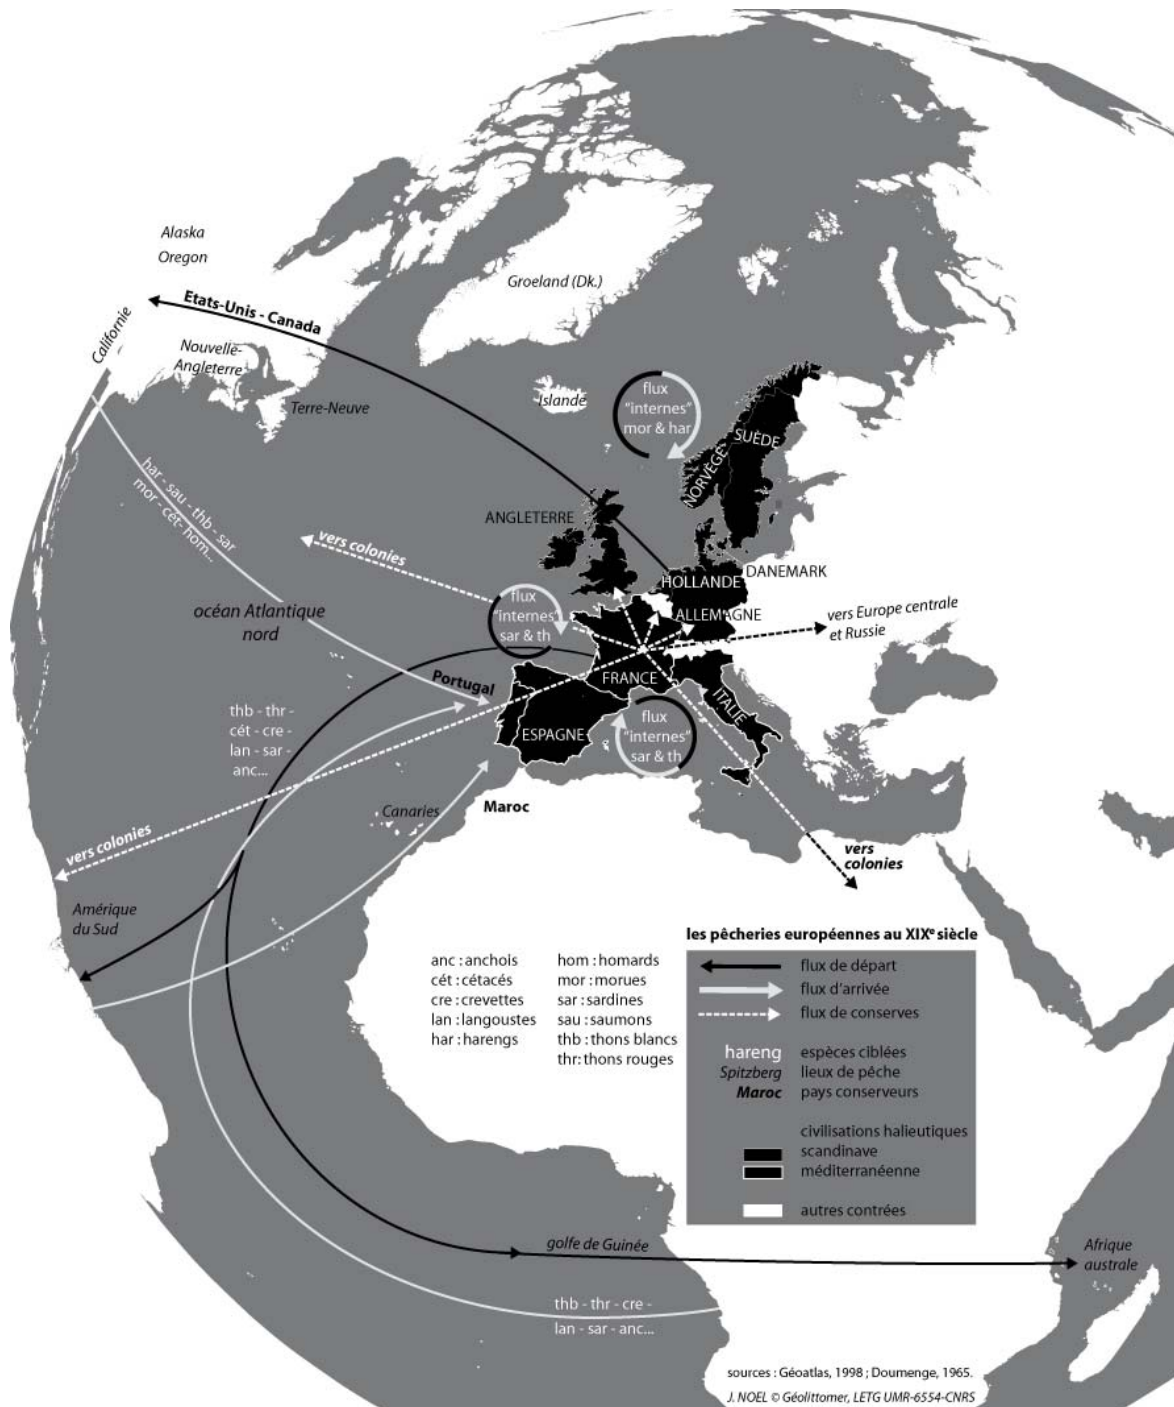 Alaska
Oregon
Groeland (Dk.)
Etats-Unis - Canada
Californie
Nouvelle-
Angleterre
Terre-Neuve
Islande
flux
"internes"
mor & har
SUÈDE
NORVÈGE
har - sau - thb - sar
mor - cét- hom...
ANGLETERRE
vers colonies
DANEMARK
HOLLANDE
flux
"internes"
sar & th
ALLEMAGNE
vers Europe centrale
et Russie
océan Atlantique
nord
FRANCE
Portugal
ITALIE
thb - thr -
cét - cre -
lan - sar -
anc...
ESPAGNE
flux
"internes"
sar & th
Canaries
Maroc
vers colonies
vers
colonies
Amérique
du Sud
les pêcheries européennes au XIXe siècle
anc : anchois
cét : cétacés
cre : crevettes
lan : langoustes
har : harengs
hom : homards
mor : morues
sar : sardines
sau : saumons
thb : thons blancs
thr: thons rouges
flux de départ
flux d'arrivée
flux de conserves
hareng espèces ciblées
Spitzberg lieux de pêche
Maroc pays conserveurs
civilisations halieutiques
scandinave
méditerranéenne
autres contrées
golfe de Guinée
Afrique
australe
thb - thr - cre -
lan - sar - anc...
sources : Géoatlas, 1998 ; Doumenge, 1965.
J. NOEL © Géolittomer, LETG UMR-6554-CNRS